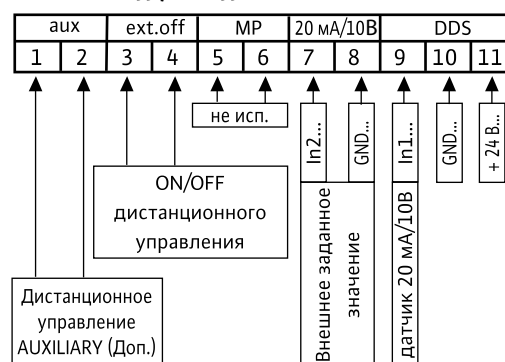 aux ext.off MP 20 мА/10В DDS
1 2 3 4 5 6 7 8 9 10 11
не исп.
In2...
GND...
In1...
GND...
+ 24 В...
ON/OFF
дистанционного
управления
Внешнее заданное
значение
датчик 20 мА/10В
Дистанционное
управление
AUXILIARY (Доп.)